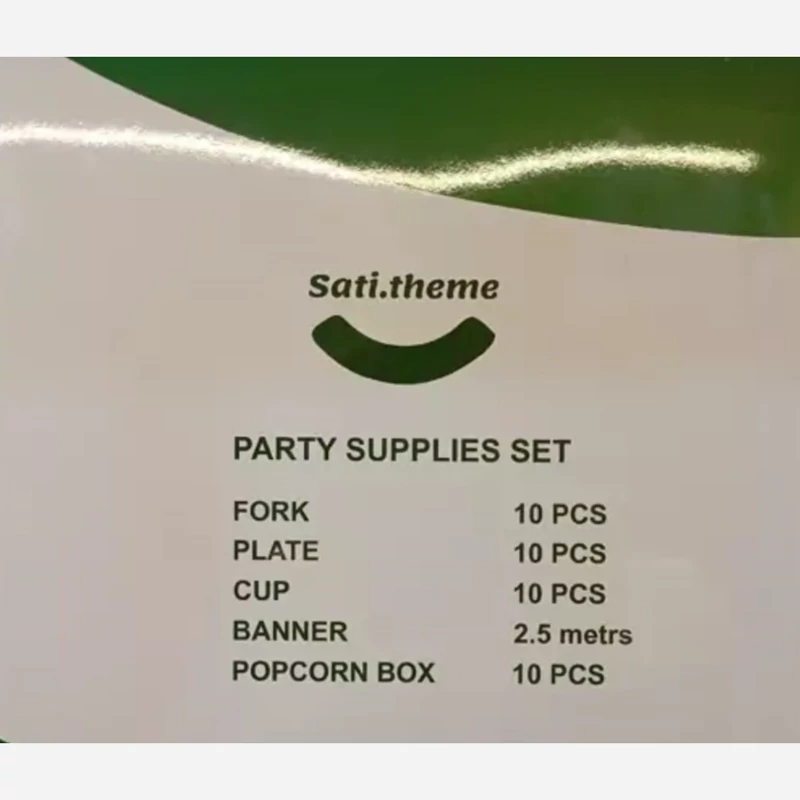 Sati.theme
PARTY SUPPLIES SET
FORK 10 PCS
PLATE 10 PCS
CUP 10 PCS
BANNER 2.5 metrs
POPCORN BOX 10 PCS